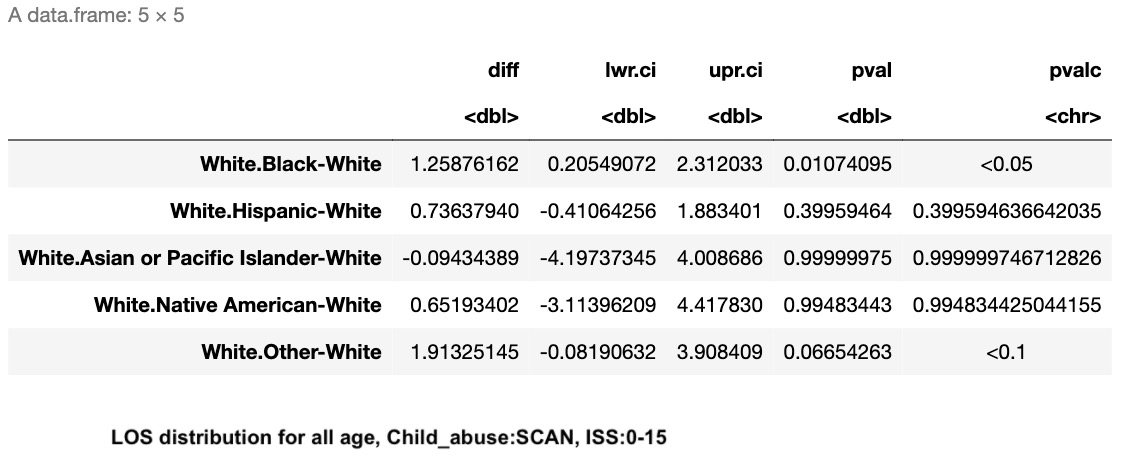 A data.frame: 5 × 5
diff lwr.ci upr.ci pval pvalc
<dbl> <dbl> <dbl> <dbl> <chr>
White.Black-White 1.25876162 0.20549072 2.312033 0.01074095 <0.05
White.Hispanic-White 0.73637940 -0.41064256 1.883401 0.39959464 0.399594636642035
White.Asian or Pacific Islander-White -0.09434389 -4.19737345 4.008686 0.99999975 0.999999746712826
White.Native American-White 0.65193402 -3.11396209 4.417830 0.99483443 0.994834425044155
White.Other-White 1.91325145 -0.08190632 3.908409 0.06654263 <0.1
LOS distribution for all age, Child_abuse:SCAN, ISS:0-15